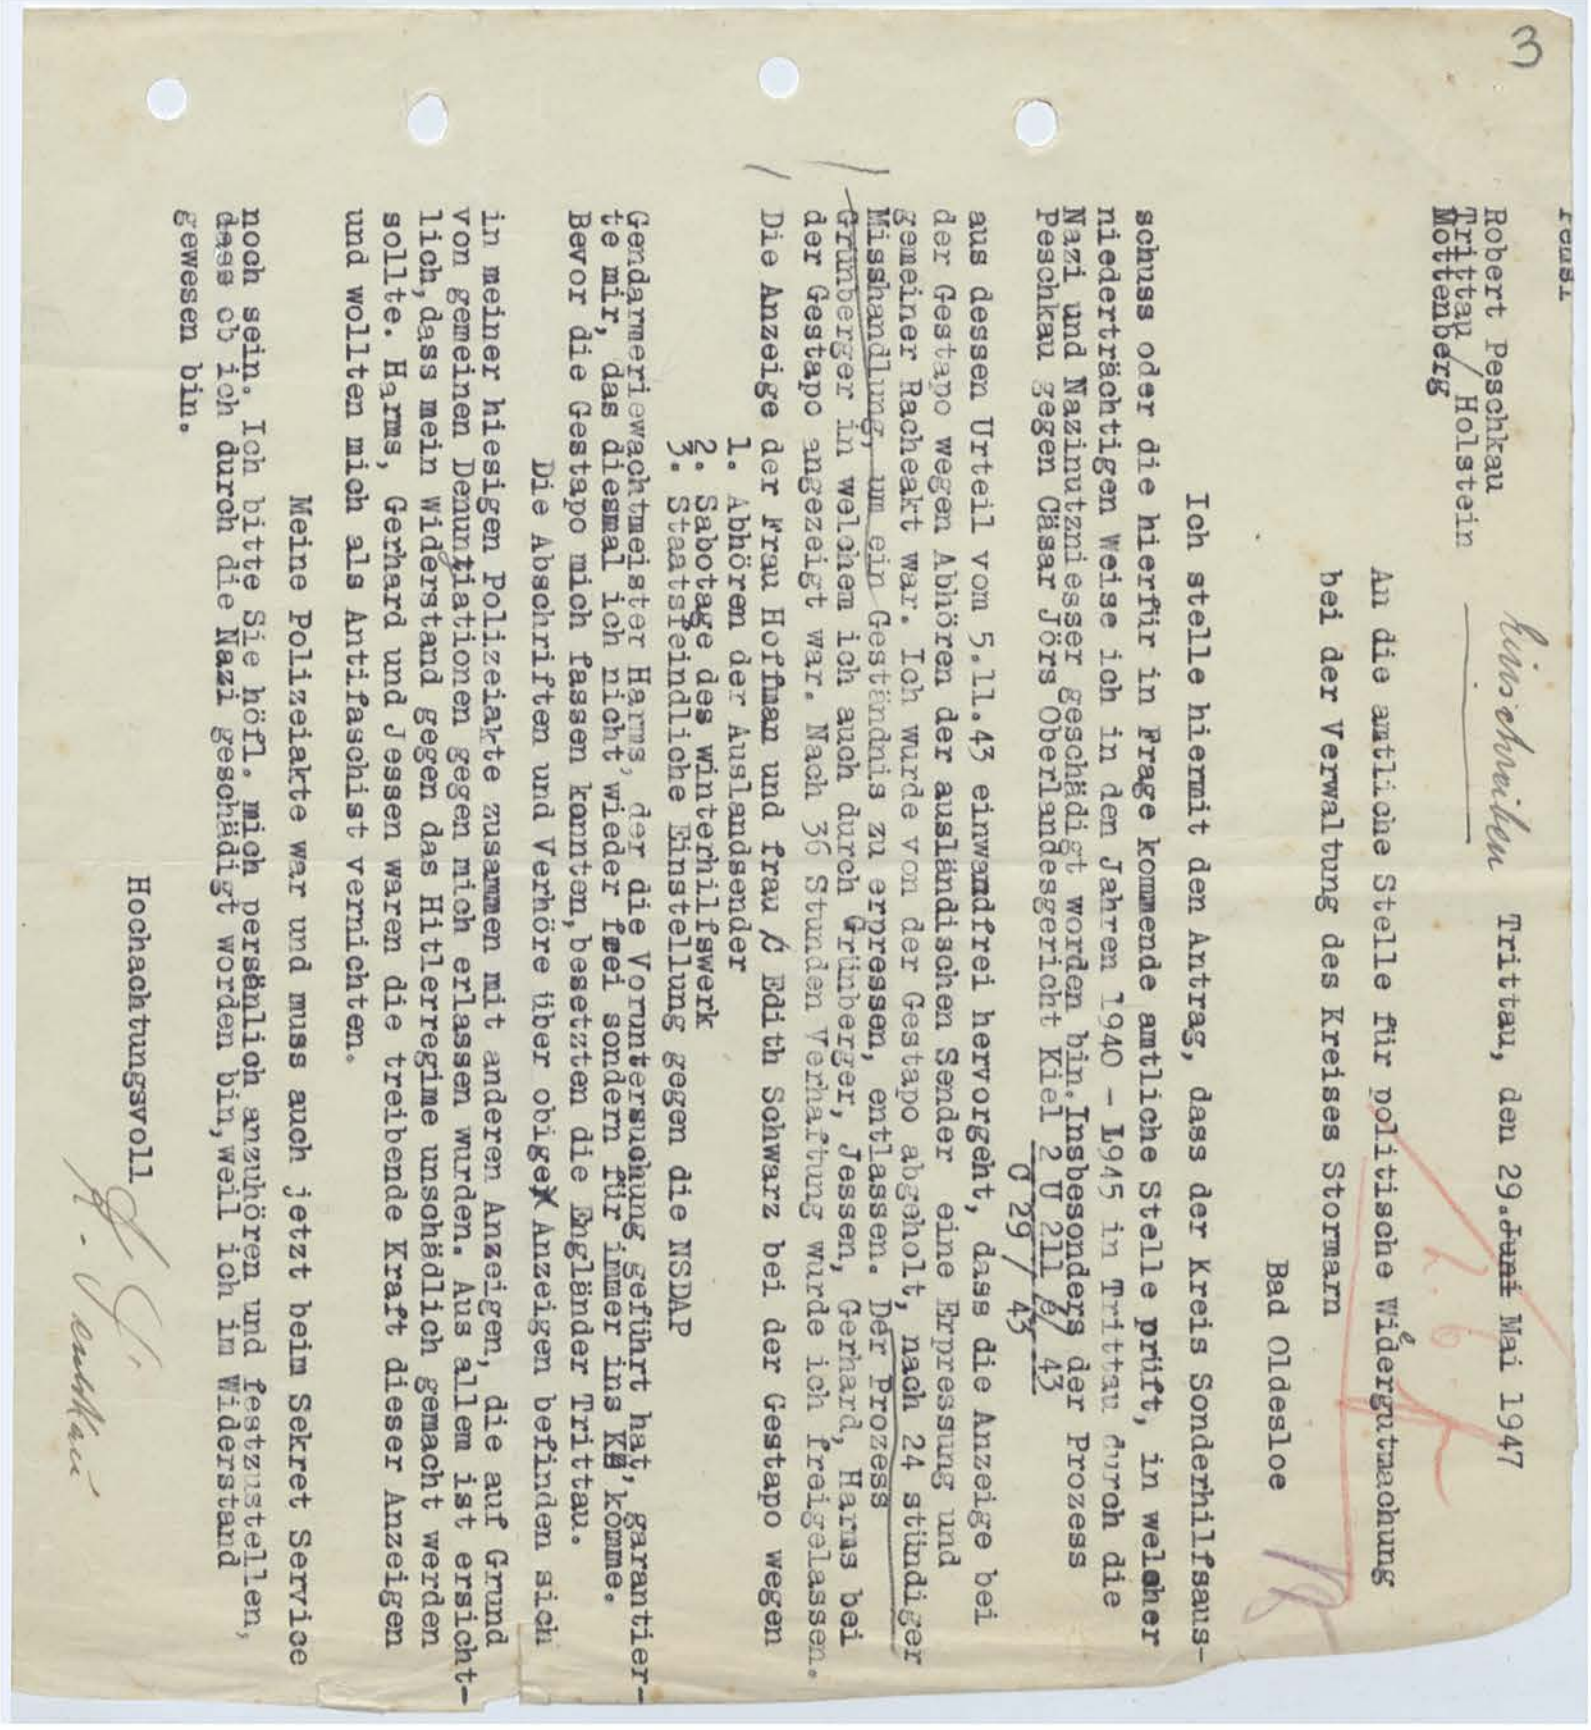 3
Robert Peschkau
Trittau / Holstein
Mottenberg
Einschreiben
Trittau, den 29.Juni Mai 1947
2. 6.
An die amtliche Stelle für politische Widergutmachung
e
bei der Verwaltung des Kreises Stormarn
Bad Oldesloe
Ich stelle hiermit den Antrag, dass der Kreis Sonderhilfsaus-
schuss oder die hierfür in Frage kommende amtliche Stelle prüft, in welcher
niederträchtigen Weise ich in den Jahren 1940 - L945 in Trittau durch die
Nazi und Nazinutzniesser geschädigt worden bin.Insbesonders der Prozess
Peschkau gegen Cäsar Jörs Oberlandesgericht Kiel 2 U 211 / 43
O 29/ 43
aus dessen Urteil vom 5.11.43 einwandfrei hervorgeht, dass die Anzeige bei
der Gestapo wegen Abhören der ausländischen Sender eine Erpressung und
gemeiner Racheakt war. Ich wurde von der Gestapo abgeholt, nach 24 stündiger
Misshandlung, um ein Geständnis zu erpressen, entlassen. Der Prozess
Grünberger in welchem ich auch durch Grünberger, Jessen, Gerhard, Harms bei
der Gestapo angezeigt war. Nach 36 Stunden Verhaftung wurde ich freigelassen.
Die Anzeige der Frau Hoffman und frau Edith Schwarz bei der Gestapo wegen
1. Abhören der Auslandsender
2. Sabotage des winterhilfswerk
3. Staatsfeindliche Einstellung gegen die NSDAP
Gendarmeriewachtmeister Harms, der die Voruntersuchung geführt hat, garantier-
te mir, das diesmal ich nicht wieder frei sondern für immer ins KZ, komme.
Bevor die Gestapo mich fassen konnten,besetzten die Engländer Trittau.
Die Abschriften und Verhöre über obige Anzeigen befinden sich
in meiner hiesigen Polizeiakte zusammen mit anderen Anzeigen, die auf Grund
von gemeinen Denuntiationen gegen mich erlassen wurden. Aus allem ist ersicht-
lich,dass mein Widerstand gegen das Hitlerregime unschädlich gemacht werden
sollte. Harms, Gerhard und Jessen waren die treibende Kraft dieser Anzeigen
und wollten mich als Antifaschist vernichten.
Meine Polizeiakte war und muss auch jetzt beim Sekret Service
noch sein. Ich bitte Sie höfl. mich persönlich anzuhören und festzustellen,
dass ob ich durch die Nazi geschädigt worden bin,weil ich im Widerstand
gewesen bin.
Hochachtungsvoll
R. Peschkau